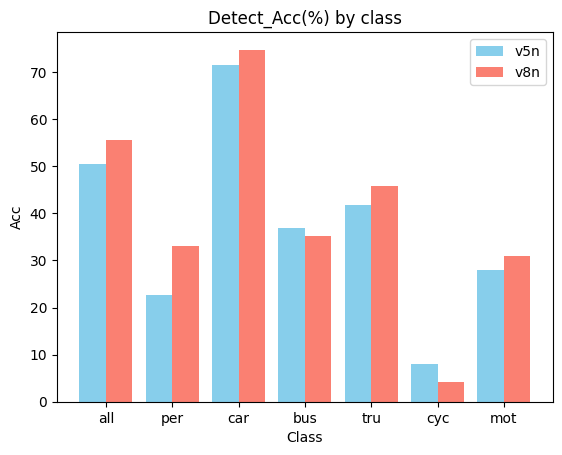 Detect_Acc(%) by class
v5n
v8n
Acc
70
60
50
40
30
20
10
0
all per car bus tru cyc mot
Class